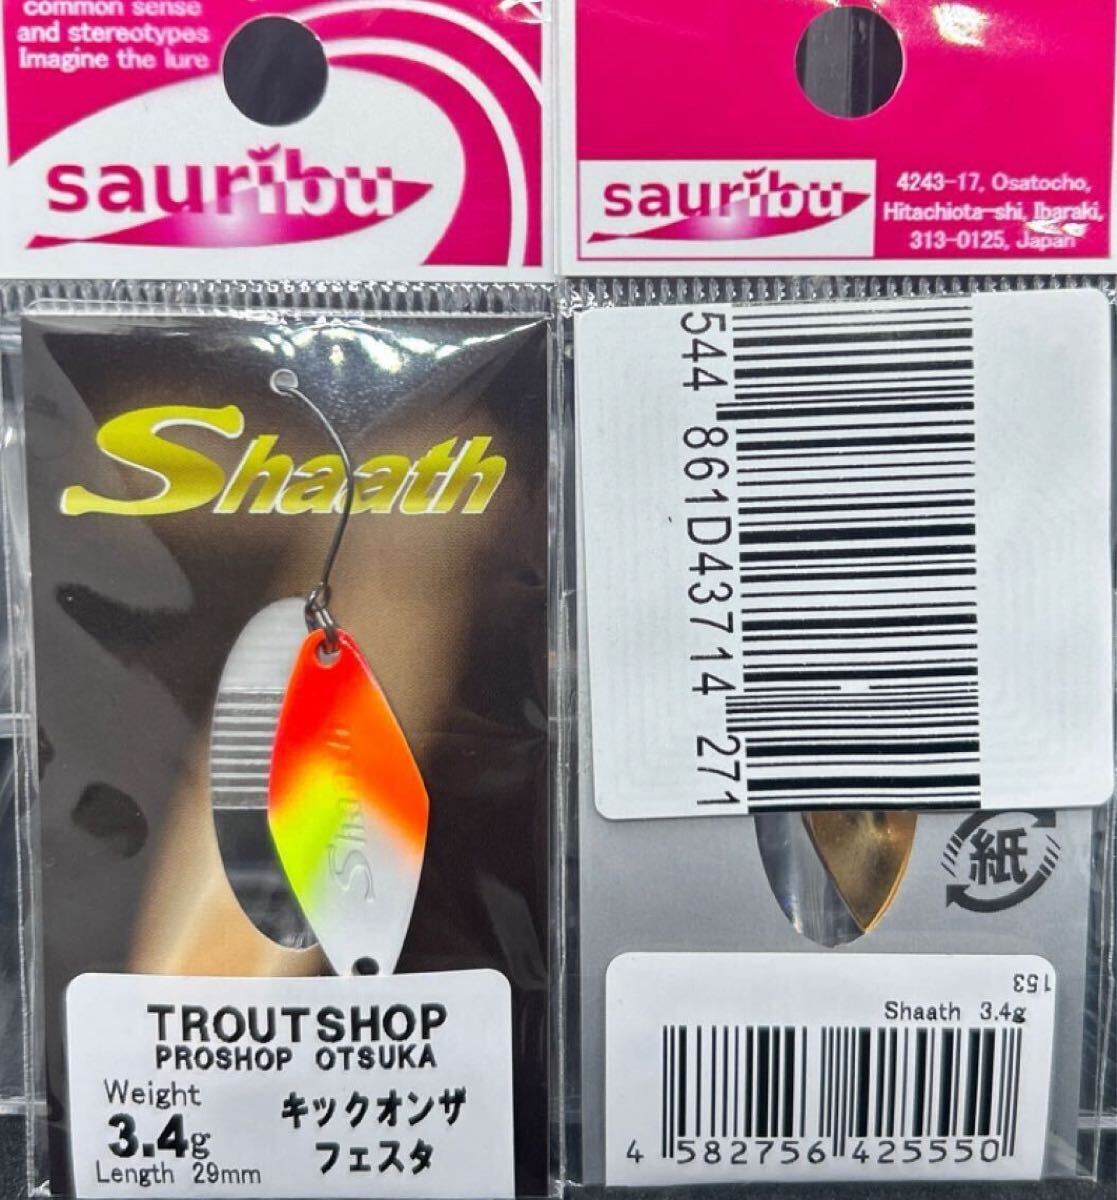 common sense
and stereotypes
Imagine the lure
sauribu
Shaath
Shaath
TROUTSHOP
PROSHOP OTSUKA
Weight
3.4g
Length 29mm
キックオンザ
フェスタ
sauribu
4243-17, Osatocho,
Hitachiota-shi, Ibaraki,
313-0125, Japan
544 861D43714 271
紙
153
Shaath 3.4g
4 582756 425550